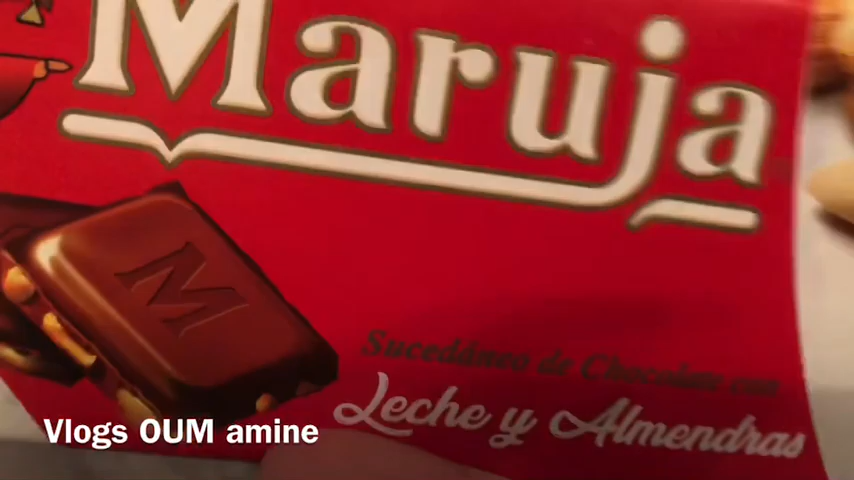 Maruja
M
Sucedáneo de Chocolate con
Leche y Almendras
Vlogs OUM amine